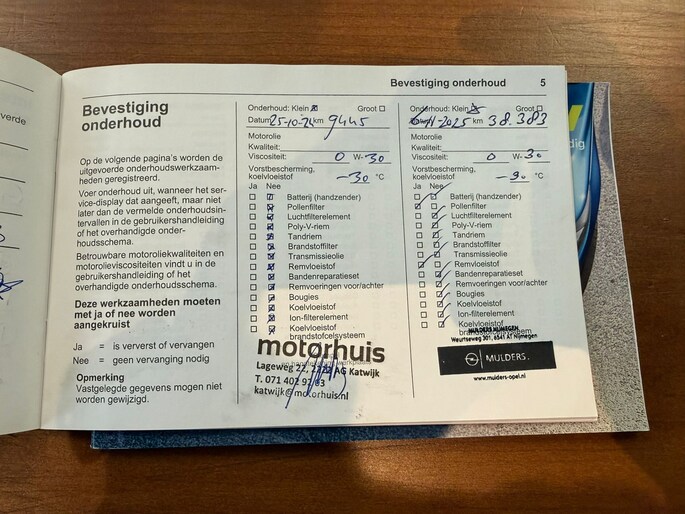 verde
Bevestiging onderhoud 5
Bevestiging
onderhoud
Op de volgende pagina's worden de
uitgevoerde onderhoudswerkzaam-
heden geregistreerd.
Voer onderhoud uit, wanneer het ser-
vice-display dat aangeeft, maar niet
later dan de vermelde onderhoudsin-
tervallen in de gebruikershandleiding
of het overhandigde onder-
houdsschema.
Betrouwbare motoroliekwaliteiten en
motorolieviscositeiten vindt u in de
gebruikershandleiding of het
overhandigde onderhoudsschema.
Deze werkzaamheden moeten
met ja of nee worden
aangekruist
Ja = is ververst of vervangen
Nee = geen vervanging nodig
Opmerking
Vastgelegde gegevens mogen niet
worden gewijzigd.
Onderhoud: Klein Groot
Datum 25-10-24 km 9445
Motorolie
Kwaliteit:
Viscositeit: 0 W- 30
Vorstbescherming,
koelvloeistof -30 °C
Ja Nee
Batterij (handzender)
Pollenfilter
Luchtfilterelement
Poly-V-riem
Tandriem
Brandstoffilter
Transmissieolie
Remvloeistof
Bandenreparatieset
Remvoeringen voor/achter
Bougies
Koelvloeistof
Ion-filterelement
Koelvloeistof
brandstofcelsysteem
motorhuis
Lageweg 22, 2222 AG Katwijk
T. 071 402 92 83
katwijk@motorhuis.nl
Onderhoud: Klein Groot
2025 km 38.383
Motorolie
Kwaliteit:
Viscositeit: 0 W- 30
Vorstbescherming,
koelvloeistof -30 °C
Ja Nee
Batterij (handzender)
Pollenfilter
Luchtfilterelement
Poly-V-riem
Tandriem
Brandstoffilter
Transmissieolie
Remvloeistof
Bandenreparatieset
Remvoeringen voor/achter
Bougies
Koelvloeistof
Ion-filterelement
Koelvloeistof
brandstofcelsysteem
MULDERS NIJMEGEN
Weurtseweg 301, 6541 AT Nijmegen
MULDERS.
www.mulders-opel.nl
dig